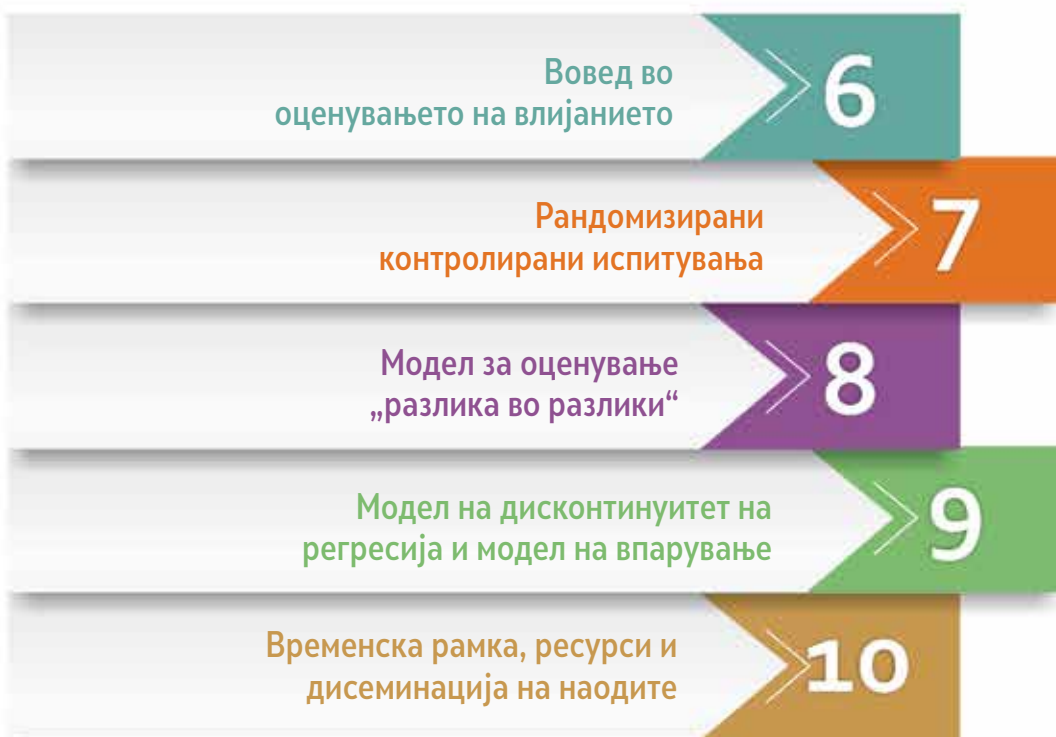 Вовед во
оценувањето на влијанието
6
Рандомизирани
контролирани испитувања
7
Модел за оценување
„разлика во разлики“
8
Модел на дисконтинуитет на
регресија и модел на впарување
9
Временска рамка, ресурси и
дисеминација на наодите
10